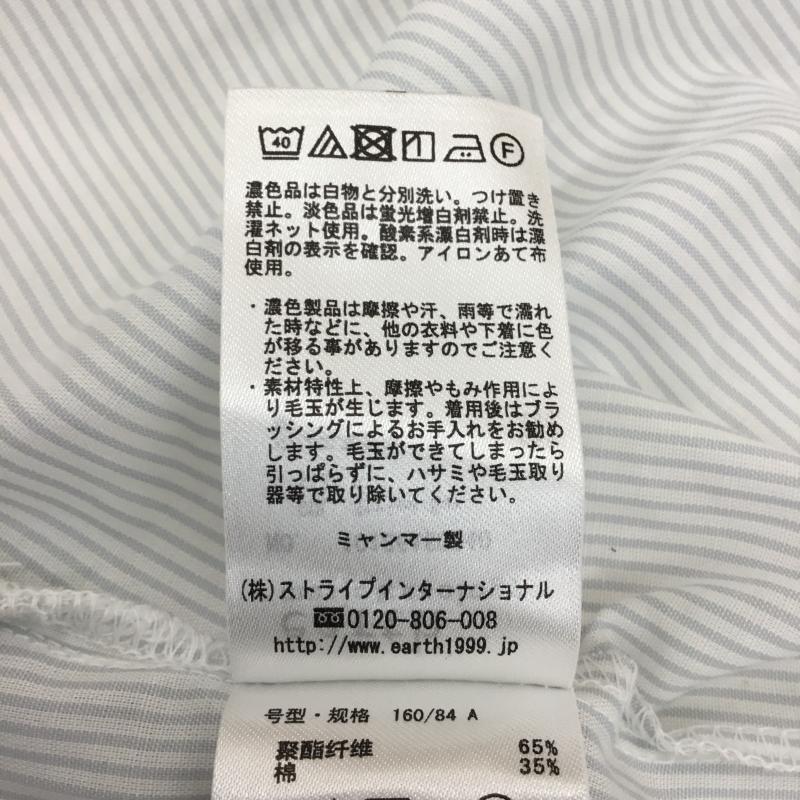 40 F
濃色品は白物と分別洗い。つけ置き
禁止。淡色品は蛍光増白剤禁止。洗
濯ネット使用。酸素系漂白剤時は漂
白剤の表示を確認。アイロンあて布
使用。
・濃色製品は摩擦や汗、雨等で濡れ
た時などに、他の衣料や下着に色
が移る事がありますのでご注意く
ださい。
・素材特性上、摩擦やもみ作用によ
り毛玉が生じます。着用後はブラ
ッシングによるお手入れをお勧め
します。毛玉ができてしまったら
引っぱらずに、ハサミや毛玉取り
器等で取り除いてください。
ミャンマー製
(株)ストライプインターナショナル
0120-806-008
http://www.earth1999.jp
号型・规格 160/84 A
聚酯纤维 65%
棉 35%